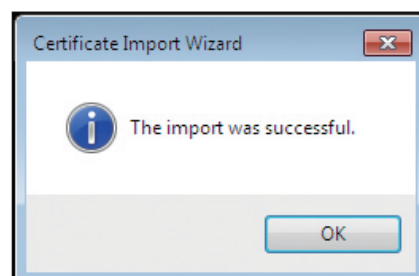 Certificate Import Wizard
The import was successful.
OK